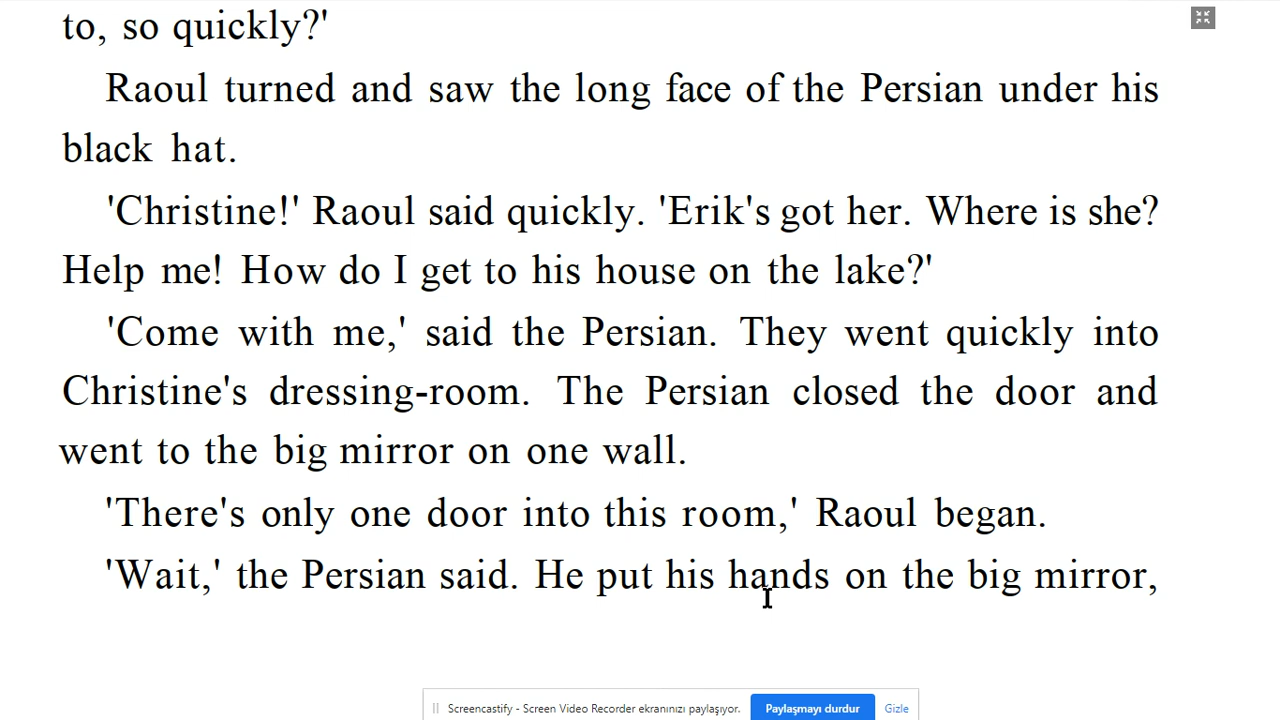 to, so quickly?'
Raoul turned and saw the long face of the Persian under his
black hat.
'Christine!' Raoul said quickly. 'Erik's got her. Where is she?
Help me! How do I get to his house on the lake?'
'Come with me,' said the Persian. They went quickly into
Christine's dressing-room. The Persian closed the door and
went to the big mirror on one wall.
'There's only one door into this room,' Raoul began.
'Wait,' the Persian said. He put his hands on the big mirror,
Screencastify - Screen Video Recorder ekranınızı paylaşıyor. Paylaşmayı durdur Gizle